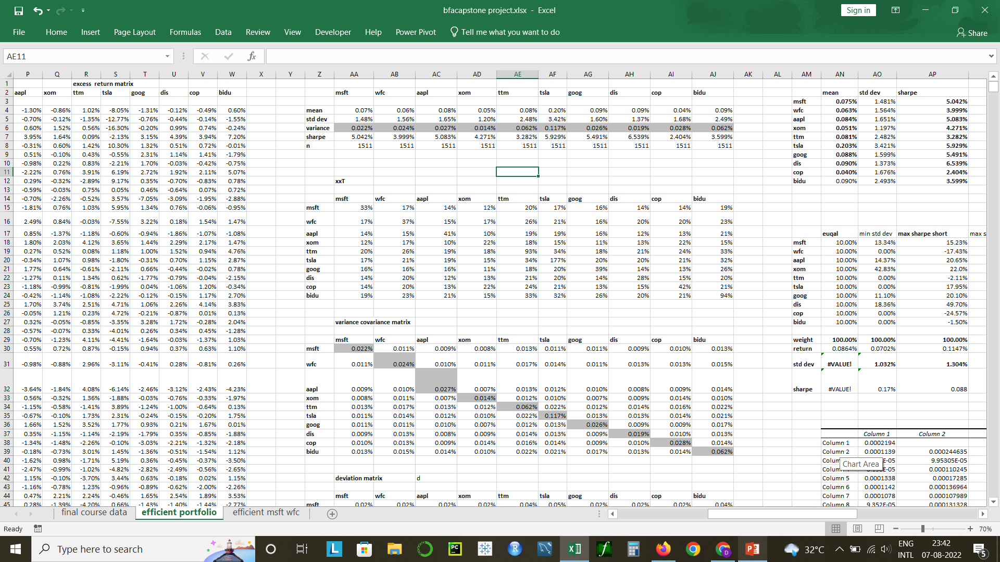 bfacapstone project.xlsx - Excel
Sign in
File Home Insert Page Layout Formulas Data Review View Developer Help Power Pivot Tell me what you want to do Share
AE11 fx
P Q R S T U V W X Y Z AA AB AC AD AE AF AG AH AI AJ AK AL AM AN AO AP
1 excess return matrix
2 aapl xom ttm tsla goog dis cop bidu msft wfc aapl xom ttm tsla goog dis cop bidu mean std dev sharpe
3 msft 0.075% 1.481% 5.042%
4 -1.30% -0.86% 1.02% -8.05% -1.31% -0.12% -0.49% 0.60% mean 0.07% 0.06% 0.08% 0.05% 0.08% 0.20% 0.09% 0.09% 0.04% 0.09% wfc 0.063% 1.564% 3.999%
5 -0.70% -0.12% -1.35% -12.77% -0.76% -0.44% -0.14% -1.55% std dev 1.48% 1.56% 1.65% 1.20% 2.48% 3.42% 1.60% 1.37% 1.68% 2.49% aapl 0.084% 1.651% 5.083%
6 0.60% 1.52% 0.56% -16.30% -0.20% 0.99% 0.74% -0.24% variance 0.022% 0.024% 0.027% 0.014% 0.062% 0.117% 0.026% 0.019% 0.028% 0.062% xom 0.051% 1.197% 4.271%
7 3.95% 1.64% 0.09% -2.13% 3.15% 4.39% 3.94% 7.20% sharpe 5.042% 3.999% 5.083% 4.271% 3.282% 5.929% 5.491% 6.539% 2.404% 3.599% ttm 0.081% 2.482% 3.282%
8 -0.31% 0.60% 1.42% 10.30% 1.32% 0.51% 0.72% -0.01% n 1511 1511 1511 1511 1511 1511 1511 1511 1511 1511 tsla 0.203% 3.421% 5.929%
9 0.51% -0.10% 0.43% -0.55% 2.31% 1.14% 1.41% -1.79% goog 0.088% 1.599% 5.491%
10 -0.98% 0.22% 0.83% -2.21% 1.70% -0.03% -0.42% -0.75% dis 0.090% 1.373% 6.539%
11 -2.22% 0.76% 3.91% 6.19% 2.72% 1.92% 2.11% 5.07% cop 0.040% 1.676% 2.404%
12 0.29% -0.32% -2.89% 9.17% 0.35% -0.70% -0.83% 0.78% xxT bidu 0.090% 2.493% 3.599%
13 -0.59% -0.03% 0.75% 0.05% 0.46% -0.64% 0.07% 0.72%
14 -0.70% -2.26% -0.52% 3.57% -7.05% -3.09% -1.95% -2.88% msft wfc aapl xom ttm tsla goog dis cop bidu
15 -1.81% 0.76% 1.03% 5.95% 1.34% 0.76% -0.06% -0.95% msft 33% 17% 14% 12% 20% 17% 16% 14% 14% 19%
16 2.49% 0.84% -0.03% -7.55% 3.22% 0.18% 1.54% 1.47% wfc 17% 37% 15% 17% 26% 21% 16% 20% 20% 23%
17 0.85% -1.37% -1.18% -0.60% -0.94% -1.86% -1.07% -1.08% aapl 14% 15% 41% 10% 19% 19% 16% 12% 13% 21% euqal min std dev max sharpe short max s
18 1.80% 2.03% 4.12% 3.65% 1.44% 2.29% 2.17% 1.47% xom 12% 17% 10% 22% 18% 15% 11% 13% 22% 15% msft 10.00% 13.34% 15.23%
19 0.27% 0.52% 0.08% 1.18% 1.00% 1.52% 0.94% 4.76% ttm 20% 26% 19% 18% 93% 34% 18% 21% 24% 33% wfc 10.00% 0.00% -17.43%
20 -0.34% 1.07% 0.98% -1.80% -0.31% 0.70% 1.15% 2.87% tsla 17% 21% 19% 15% 34% 177% 20% 20% 21% 32% aapl 10.00% 14.37% 20.65%
21 1.77% 0.64% -0.61% -2.11% 0.66% -0.44% -0.02% 0.78% goog 16% 16% 16% 11% 18% 20% 39% 14% 13% 26% xom 10.00% 42.83% 22.0%
22 -1.27% 0.11% 1.34% 0.62% -1.77% -0.79% -0.04% -2.15% dis 14% 20% 12% 13% 21% 20% 14% 28% 15% 20% ttm 10.00% 0.00% -2.11%
23 -1.18% -0.99% -0.81% -1.99% 0.04% -1.06% 1.20% -0.34% cop 14% 20% 13% 22% 24% 21% 13% 15% 42% 21% tsla 10.00% 0.00% 17.95%
24 -0.42% -1.14% -1.08% -2.22% -0.12% -0.15% 1.17% 2.70% bidu 19% 23% 21% 15% 33% 32% 26% 20% 21% 94% goog 10.00% 11.10% 20.10%
25 1.70% 3.74% 2.51% 4.71% 1.06% 2.26% 4.14% 3.83% dis 10.00% 18.36% 49.70%
26 -0.05% 1.21% 0.23% 4.72% -0.21% -0.87% 0.01% 0.13% cop 10.00% 0.00% -24.57%
27 0.32% -0.05% -0.85% -3.35% 3.28% 1.72% -0.28% 2.04% variance covariance matrix bidu 10.00% 0.00% -1.50%
28 -0.57% -0.07% 0.33% -4.01% 0.26% 0.34% 0.45% -1.28%
29 -0.70% -1.23% 4.11% -4.41% -1.64% -0.03% -1.37% 1.03% msft wfc aapl xom ttm tsla goog dis cop bidu weight 100.00% 100.00% 100.00%
30 0.55% 0.72% 0.87% -0.15% 0.94% 0.37% 0.63% 1.10% msft 0.022% 0.011% 0.009% 0.008% 0.013% 0.011% 0.011% 0.009% 0.010% 0.013% return 0.0864% 0.0702% 0.1147%
31 -0.98% -0.88% 2.96% -3.11% -0.41% 0.28% -0.81% 0.26% wfc 0.011% 0.024% 0.010% 0.011% 0.017% 0.014% 0.011% 0.013% 0.013% 0.015% std dev #VALUE! 1.032% 1.304%
32 -3.64% -1.84% 4.08% -6.14% -2.46% -3.12% -2.43% -4.23% aapl 0.009% 0.010% 0.027% 0.007% 0.013% 0.012% 0.010% 0.008% 0.009% 0.014% sharpe #VALUE! 0.17% 0.088
33 0.56% -0.32% 1.36% -1.88% -0.03% -0.76% -0.33% -1.97% xom 0.008% 0.011% 0.007% 0.014% 0.012% 0.010% 0.007% 0.009% 0.014% 0.010%
34 -1.15% -0.58% -1.41% 3.89% -1.24% -1.00% -0.64% 0.13% ttm 0.013% 0.017% 0.013% 0.012% 0.062% 0.022% 0.012% 0.014% 0.016% 0.022%
35 -0.67% -0.10% 1.73% 2.31% -0.24% -0.15% -0.20% 1.75% tsla 0.011% 0.014% 0.012% 0.010% 0.022% 0.117% 0.013% 0.013% 0.014% 0.021%
36 1.66% 1.52% 3.52% 1.77% 0.93% 0.21% 1.67% 0.01% goog 0.011% 0.011% 0.010% 0.007% 0.012% 0.013% 0.026% 0.009% 0.009% 0.017%
37 0.35% -1.15% -1.14% -2.19% -1.79% 0.35% -0.85% -1.88% dis 0.009% 0.013% 0.008% 0.009% 0.014% 0.013% 0.009% 0.019% 0.010% 0.013% Column 1 Column 2
38 -1.34% -1.48% -2.26% -0.10% -3.03% -2.21% -1.32% -2.18% cop 0.010% 0.013% 0.009% 0.014% 0.016% 0.014% 0.009% 0.010% 0.028% 0.014% Column 1 0.0002194
39 -0.18% -0.73% 3.01% 1.45% -1.36% -0.51% -1.54% 1.12% bidu 0.013% 0.015% 0.014% 0.010% 0.022% 0.021% 0.017% 0.013% 0.014% 0.062% Column 2 0.0001139 0.000244635
40 -1.62% 0.98% -1.71% 5.19% 0.36% -0.45% -0.37% -3.50% Colum E-05 9.95305E-05
Chart Area
41 -2.47% -0.99% -1.02% -4.82% -2.82% -2.49% -0.56% -2.65% E-05 0.000110245
42 1.15% -0.10% -3.70% 3.44% 0.63% -0.18% 0.02% 1.15% deviation matrix d Column 5 0.0001338 0.00017285
43 -1.16% -0.78% 1.23% -0.96% -0.89% -0.62% -2.00% -2.26% Column 6 0.0001142 0.000136964
44 0.47% 2.21% 2.24% -0.46% 1.65% 2.54% 1.89% 3.53% msft wfc aapl xom ttm tsla goog dis cop bidu Column 7 0.0001078 0.000107989
45 0.28% -1.39% -4.20% 0.66% -1.43% -1.40% -1.44% -2.77% msft 0.02% 0.02% 0.02% 0.02% 0.04% 0.05% 0.02% 0.02% 0.02% 0.04% Column 8 9.352E-05 0.000131328
final course data efficient portfolio efficient msft wfc
Ready 70%
Type here to search 32°C ENG INTL 23:42 07-08-2022 5